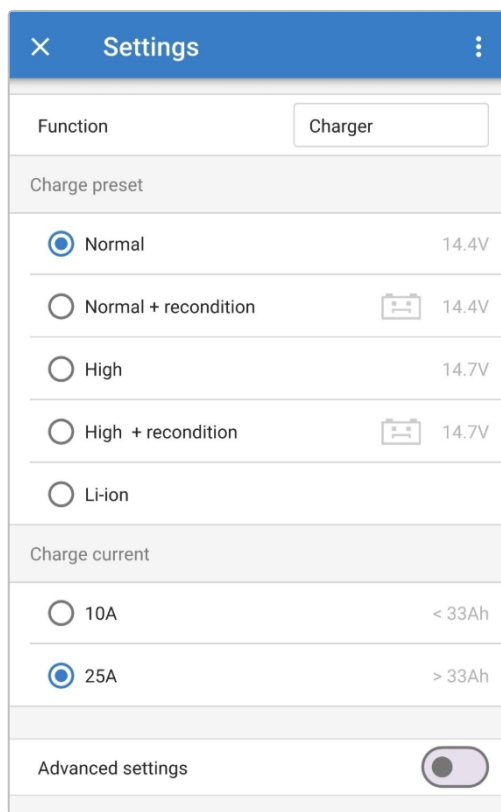 Settings
Function
Charger
Charge preset
Normal 14.4V
Normal + recondition 14.4V
High 14.7V
High + recondition 14.7V
Li-ion
Charge current
10A < 33Ah
25A > 33Ah
Advanced settings